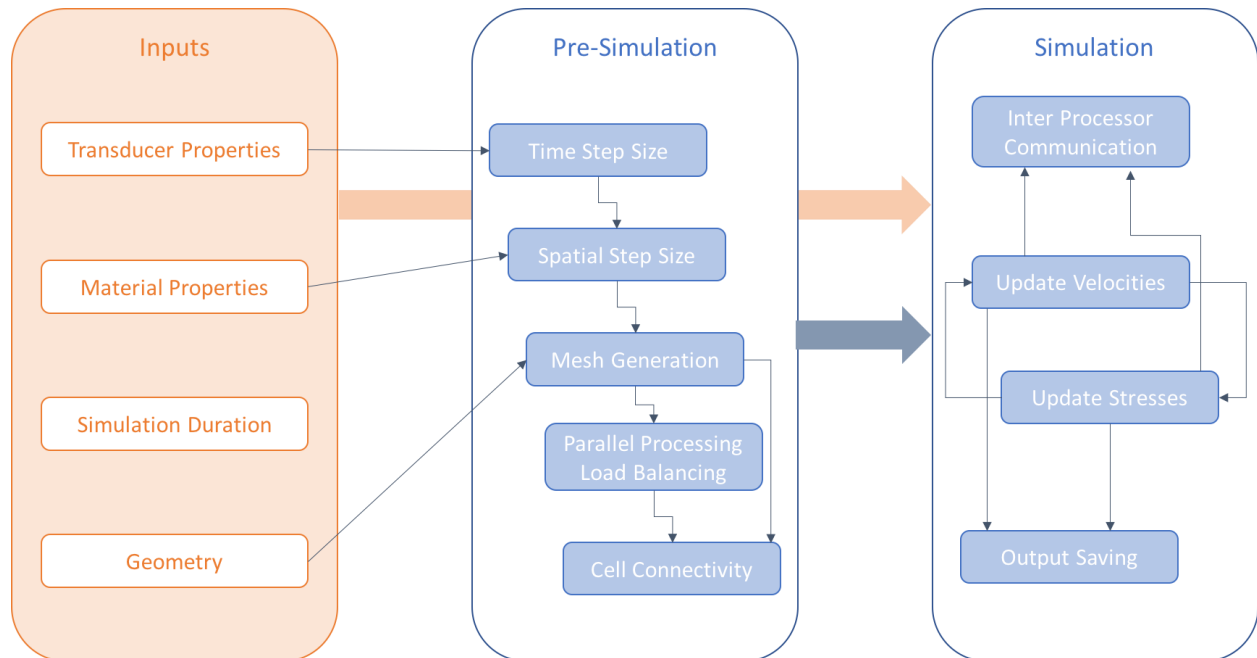 Inputs
Transducer Properties
Material Properties
Simulation Duration
Geometry
Pre-Simulation
Time Step Size
Spatial Step Size
Mesh Generation
Parallel Processing
Load Balancing
Cell Connectivity
Simulation
Inter Processor
Communication
Update Velocities
Update Stresses
Output Saving